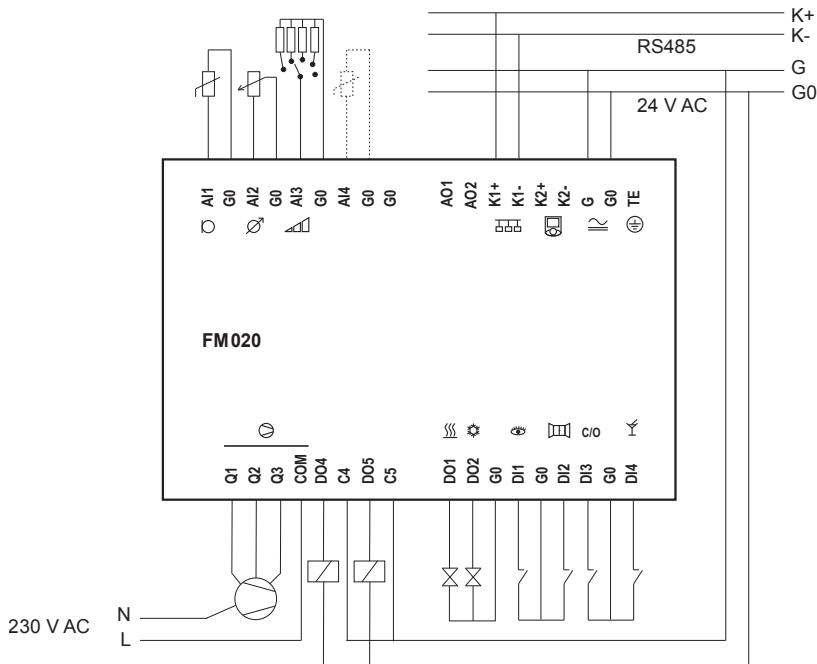 K+
K-
RS485
G
G0
24 V AC
AI1 G0 AI2 G0 AI3 G0 AI4 G0 G0 AO1 AO2 K1+ K1- K2+ K2- G G0 TE
FM020
C/O
Q1 Q2 Q3 COM DO4 C4 DO5 C5 DO1 DO2 G0 DI1 G0 DI2 DI3 G0 DI4
230 V AC
N
L